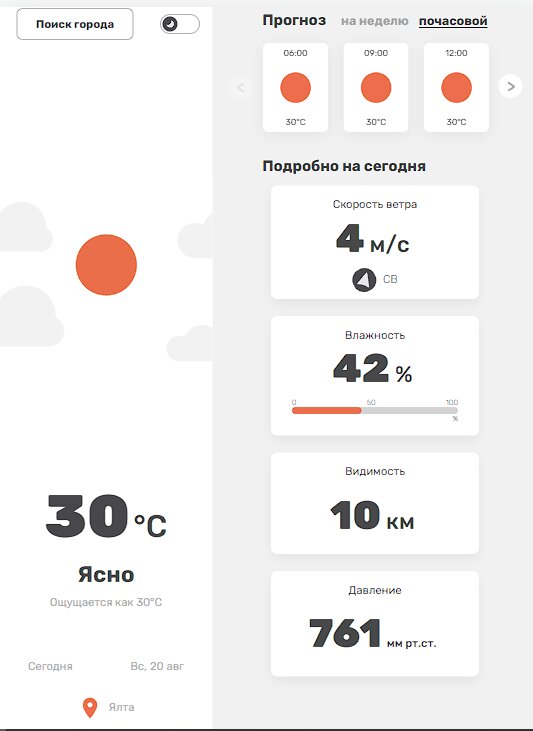 Поиск города
30 °C
Ясно
Ощущается как 30°C
Сегодня Вс, 20 авг
Ялта
Прогноз на неделю почасовой
< 06:00 09:00 12:00 >
30°C 30°C 30°C
Подробно на сегодня
Скорость ветра
4 м/с
СВ
Влажность
42 %
0 50 100
%
Видимость
10 км
Давление
761 мм рт.ст.